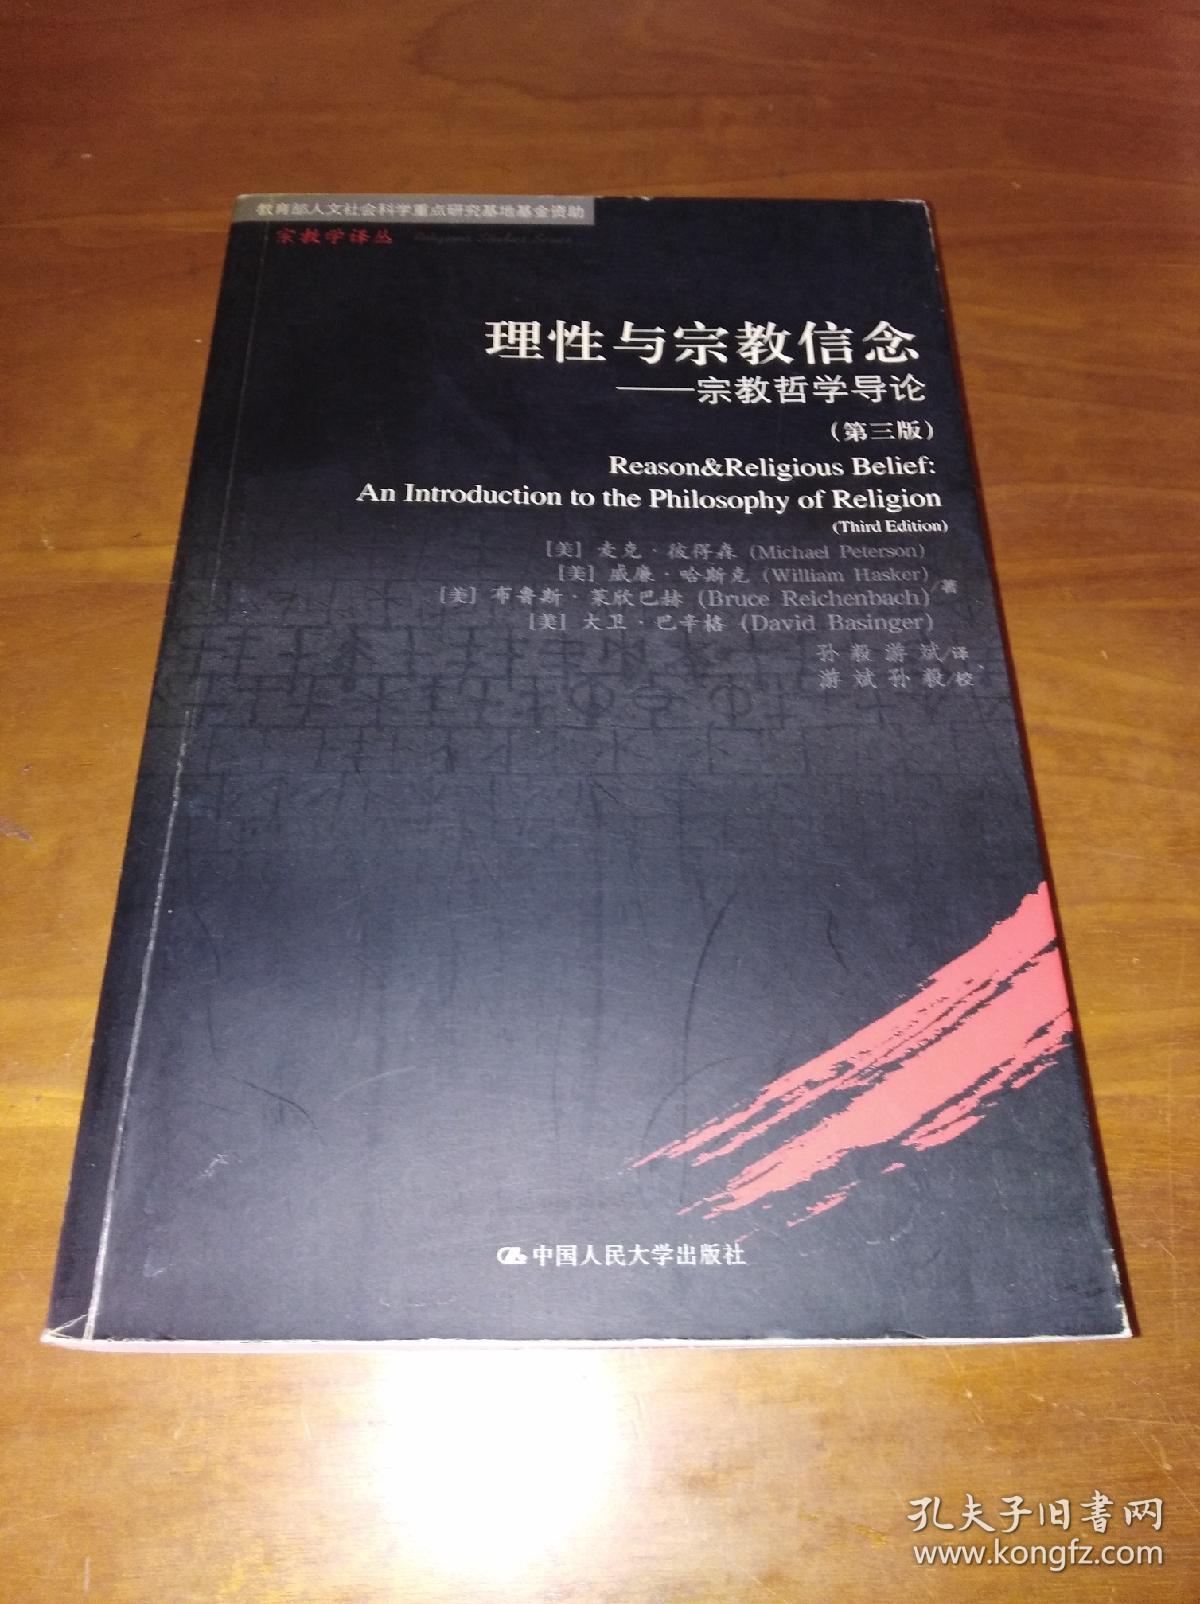 教育部人文社会科学重点研究基地基金资助
宗教学译丛 Religious Studies Series
理性与宗教信念
——宗教哲学导论
（第三版）
Reason&Religious Belief:
An Introduction to the Philosophy of Religion
(Third Edition)
[美] 麦克·彼得森 (Michael Peterson)
[美] 威廉·哈斯克 (William Hasker)
[美] 布鲁斯·莱欣巴赫 (Bruce Reichenbach)
[美] 大卫·巴辛格 (David Basinger)
/著
孙毅游斌/译
游斌孙毅/校
中国人民大学出版社
孔夫子旧书网
www.kongfz.com